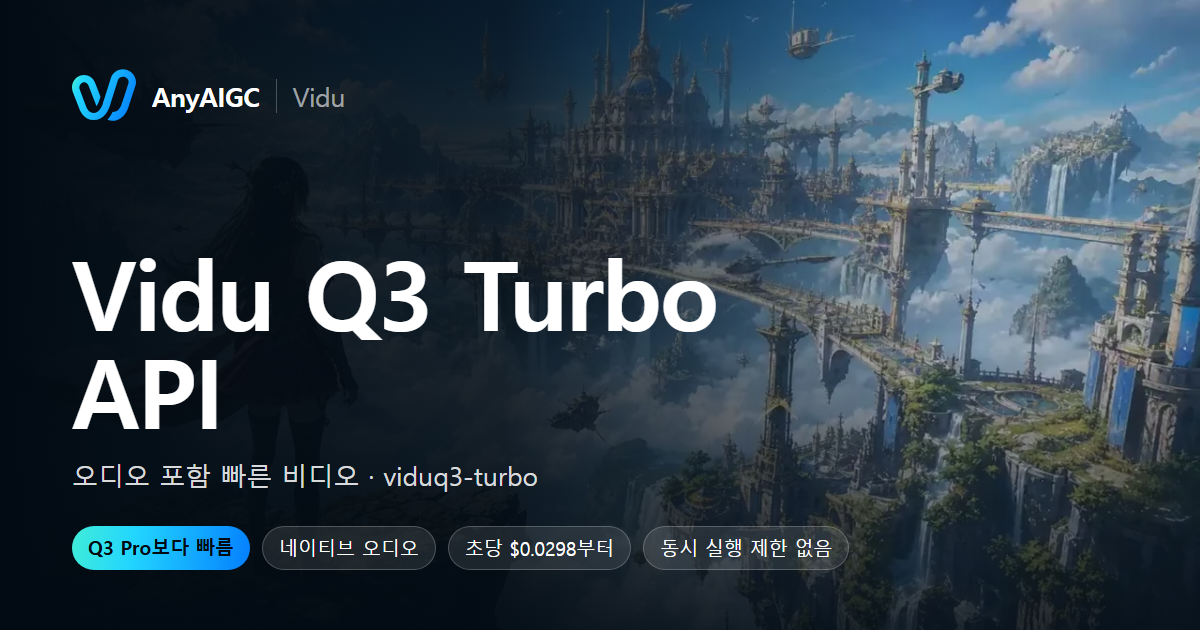 AnyAIGC | Vidu
Vidu Q3 Turbo
API
오디오 포함 빠른 비디오 · viduq3-turbo
Q3 Pro보다 빠름 네이티브 오디오 초당 $0.0298부터 동시 실행 제한 없음